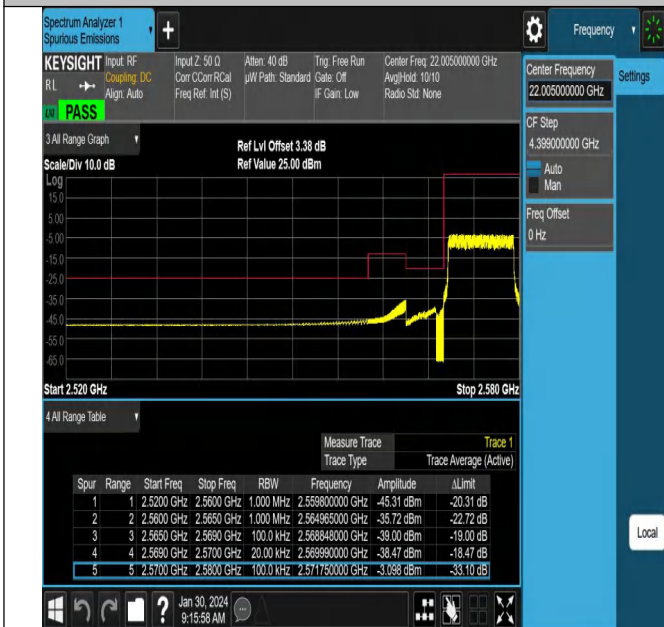 Spectrum Analyzer 1
Spurious Emissions
+
Frequency
KEYSIGHT Input: RF Input Z: 50 Ω Atten: 40 dB Trig: Free Run Center Freq: 22.005000000 GHz
RL Coupling: DC Corr CCorr RCal µW Path: Standard Gate: Off Avg|Hold: 10/10
Align: Auto Freq Ref: Int (S) IF Gain: Low Radio Std: None
LXI PASS
Center Frequency
22.005000000 GHz
Settings
CF Step
4.399000000 GHz
Auto
Man
Freq Offset
0 Hz
3 All Range Graph
Ref Lvl Offset 3.38 dB
Scale/Div 10.0 dB Ref Value 25.00 dBm
Log
15.0
5.00
-5.00
-15.0
-25.0
-35.0
-45.0
-55.0
-65.0
Start 2.520 GHz Stop 2.580 GHz
4 All Range Table
Measure Trace Trace 1
Trace Type Trace Average (Active)
Spur Range Start Freq Stop Freq RBW Frequency Amplitude ΔLimit
1 1 2.5200 GHz 2.5600 GHz 1.000 MHz 2.559800000 GHz -45.31 dBm -20.31 dB
2 2 2.5600 GHz 2.5650 GHz 1.000 MHz 2.564965000 GHz -35.72 dBm -22.72 dB
3 3 2.5650 GHz 2.5690 GHz 100.0 kHz 2.568848000 GHz -39.00 dBm -19.00 dB
4 4 2.5690 GHz 2.5700 GHz 20.00 kHz 2.569990000 GHz -38.47 dBm -18.47 dB
5 5 2.5700 GHz 2.5800 GHz 100.0 kHz 2.571750000 GHz -3.098 dBm -33.10 dB
Local
?
Jan 30, 2024
9:15:58 AM